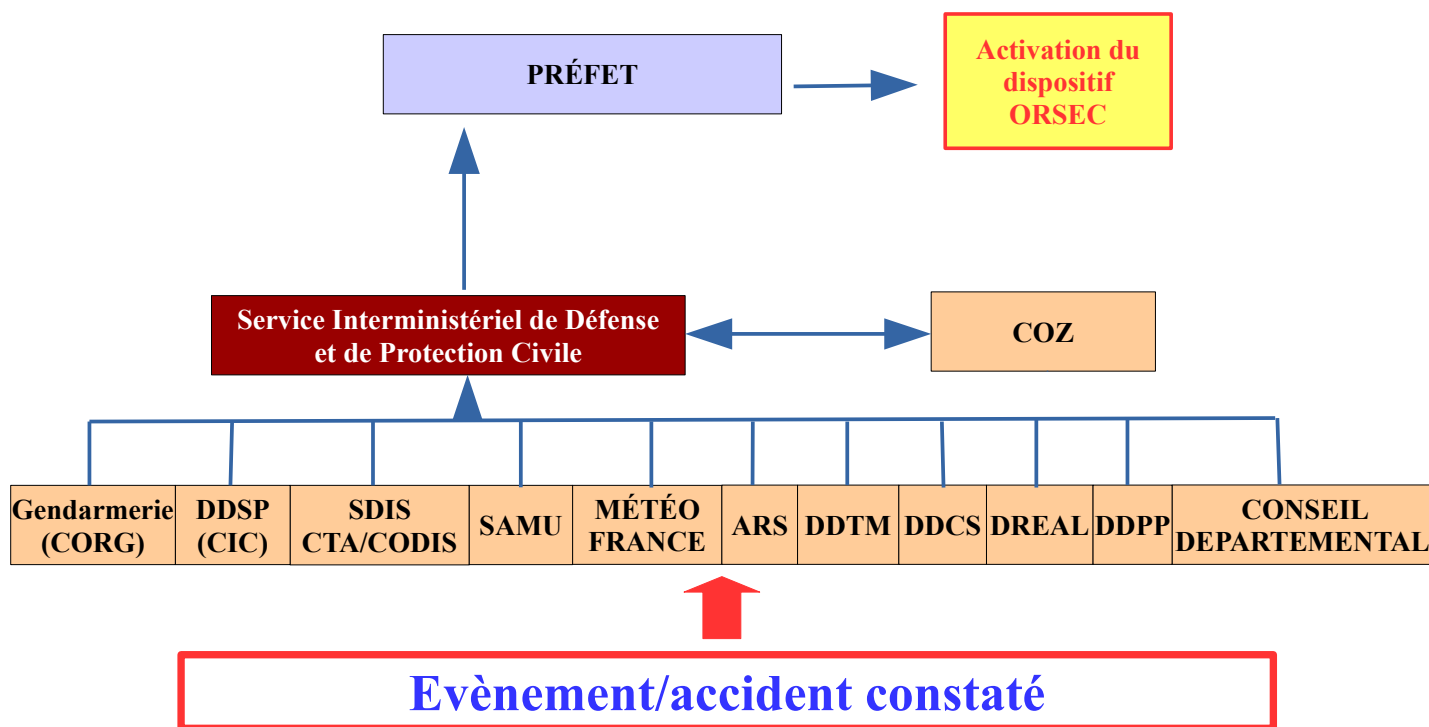 PRÉFET
Activation du
dispositif
ORSEC
Service Interministériel de Défense
et de Protection Civile
COZ
Gendarmerie
(CORG)
DDSP
(CIC)
SDIS
CTA/CODIS
SAMU
MÉTÉO
FRANCE
ARS
DDTM
DDCS
DREAL
DDPP
CONSEIL
DEPARTEMENTAL
Evènement/accident constaté